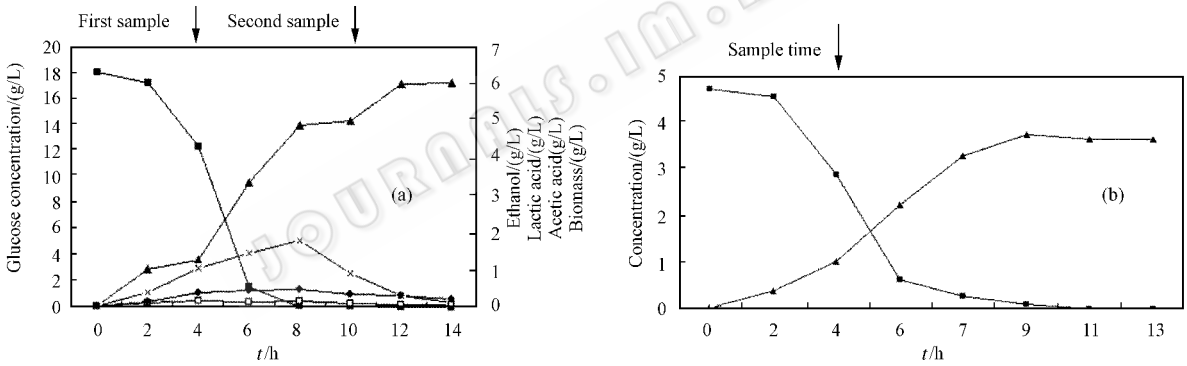 First sample
Second sample
Glucose concentration/(g/L)
20
18
16
14
12
10
8
6
4
2
0
7
6
5
4
3
2
1
0
Ethanol/(g/L)
Lactic acid/(g/L)
Acetic acid(g/L)
Biomass/(g/L)
(a)
0 2 4 6 8 10 12 14
t/h
Sample time
Concentration/(g/L)
5
4
3
2
1
0
(b)
0 2 4 6 7 9 11 13
t/h
JOURNALS.IM.